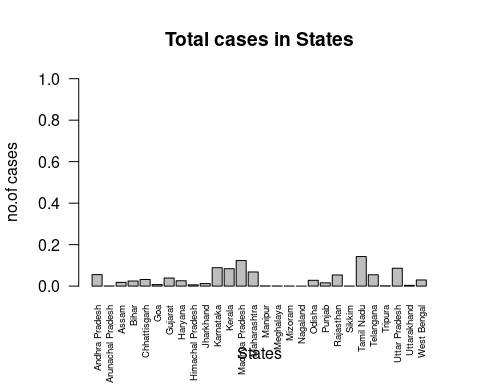 Total cases in States
no.of cases
1.0
0.8
0.6
0.4
0.2
0.0
Andhra Pradesh
Arunachal Pradesh
Assam
Bihar
Chhattisgarh
Goa
Gujarat
Haryana
Himachal Pradesh
Jharkhand
Karnataka
Kerala
Madhya Pradesh
Maharashtra
Manipur
Meghalaya
Mizoram
Nagaland
Odisha
Punjab
Rajasthan
Sikkim
Tamil Nadu
Telangana
Tripura
Uttar Pradesh
Uttarakhand
West Bengal
States